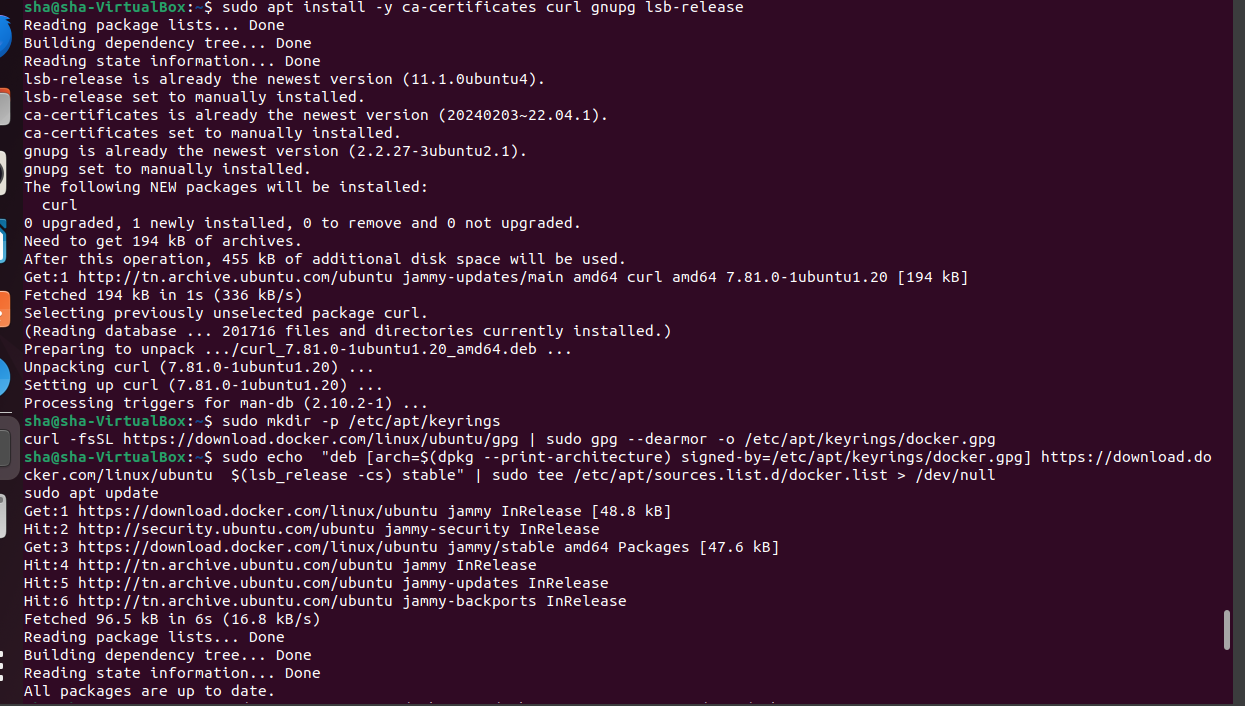 sha@sha-VirtualBox:~$ sudo apt install -y ca-certificates curl gnupg lsb-release
Reading package lists... Done
Building dependency tree... Done
Reading state information... Done
lsb-release is already the newest version (11.1.0ubuntu4).
lsb-release set to manually installed.
ca-certificates is already the newest version (20240203~22.04.1).
ca-certificates set to manually installed.
gnupg is already the newest version (2.2.27-3ubuntu2.1).
gnupg set to manually installed.
The following NEW packages will be installed:
  curl
0 upgraded, 1 newly installed, 0 to remove and 0 not upgraded.
Need to get 194 kB of archives.
After this operation, 455 kB of additional disk space will be used.
Get:1 http://tn.archive.ubuntu.com/ubuntu jammy-updates/main amd64 curl amd64 7.81.0-1ubuntu1.20 [194 kB]
Fetched 194 kB in 1s (336 kB/s)
Selecting previously unselected package curl.
(Reading database ... 201716 files and directories currently installed.)
Preparing to unpack .../curl_7.81.0-1ubuntu1.20_amd64.deb ...
Unpacking curl (7.81.0-1ubuntu1.20) ...
Setting up curl (7.81.0-1ubuntu1.20) ...
Processing triggers for man-db (2.10.2-1) ...
sha@sha-VirtualBox:~$ sudo mkdir -p /etc/apt/keyrings
curl -fsSL https://download.docker.com/linux/ubuntu/gpg | sudo gpg --dearmor -o /etc/apt/keyrings/docker.gpg
sha@sha-VirtualBox:~$ sudo echo  "deb [arch=$(dpkg --print-architecture) signed-by=/etc/apt/keyrings/docker.gpg] https://download.do
cker.com/linux/ubuntu  $(lsb_release -cs) stable" | sudo tee /etc/apt/sources.list.d/docker.list > /dev/null
sudo apt update
Get:1 https://download.docker.com/linux/ubuntu jammy InRelease [48.8 kB]
Hit:2 http://security.ubuntu.com/ubuntu jammy-security InRelease
Get:3 https://download.docker.com/linux/ubuntu jammy/stable amd64 Packages [47.6 kB]
Hit:4 http://tn.archive.ubuntu.com/ubuntu jammy InRelease
Hit:5 http://tn.archive.ubuntu.com/ubuntu jammy-updates InRelease
Hit:6 http://tn.archive.ubuntu.com/ubuntu jammy-backports InRelease
Fetched 96.5 kB in 6s (16.8 kB/s)
Reading package lists... Done
Building dependency tree... Done
Reading state information... Done
All packages are up to date.